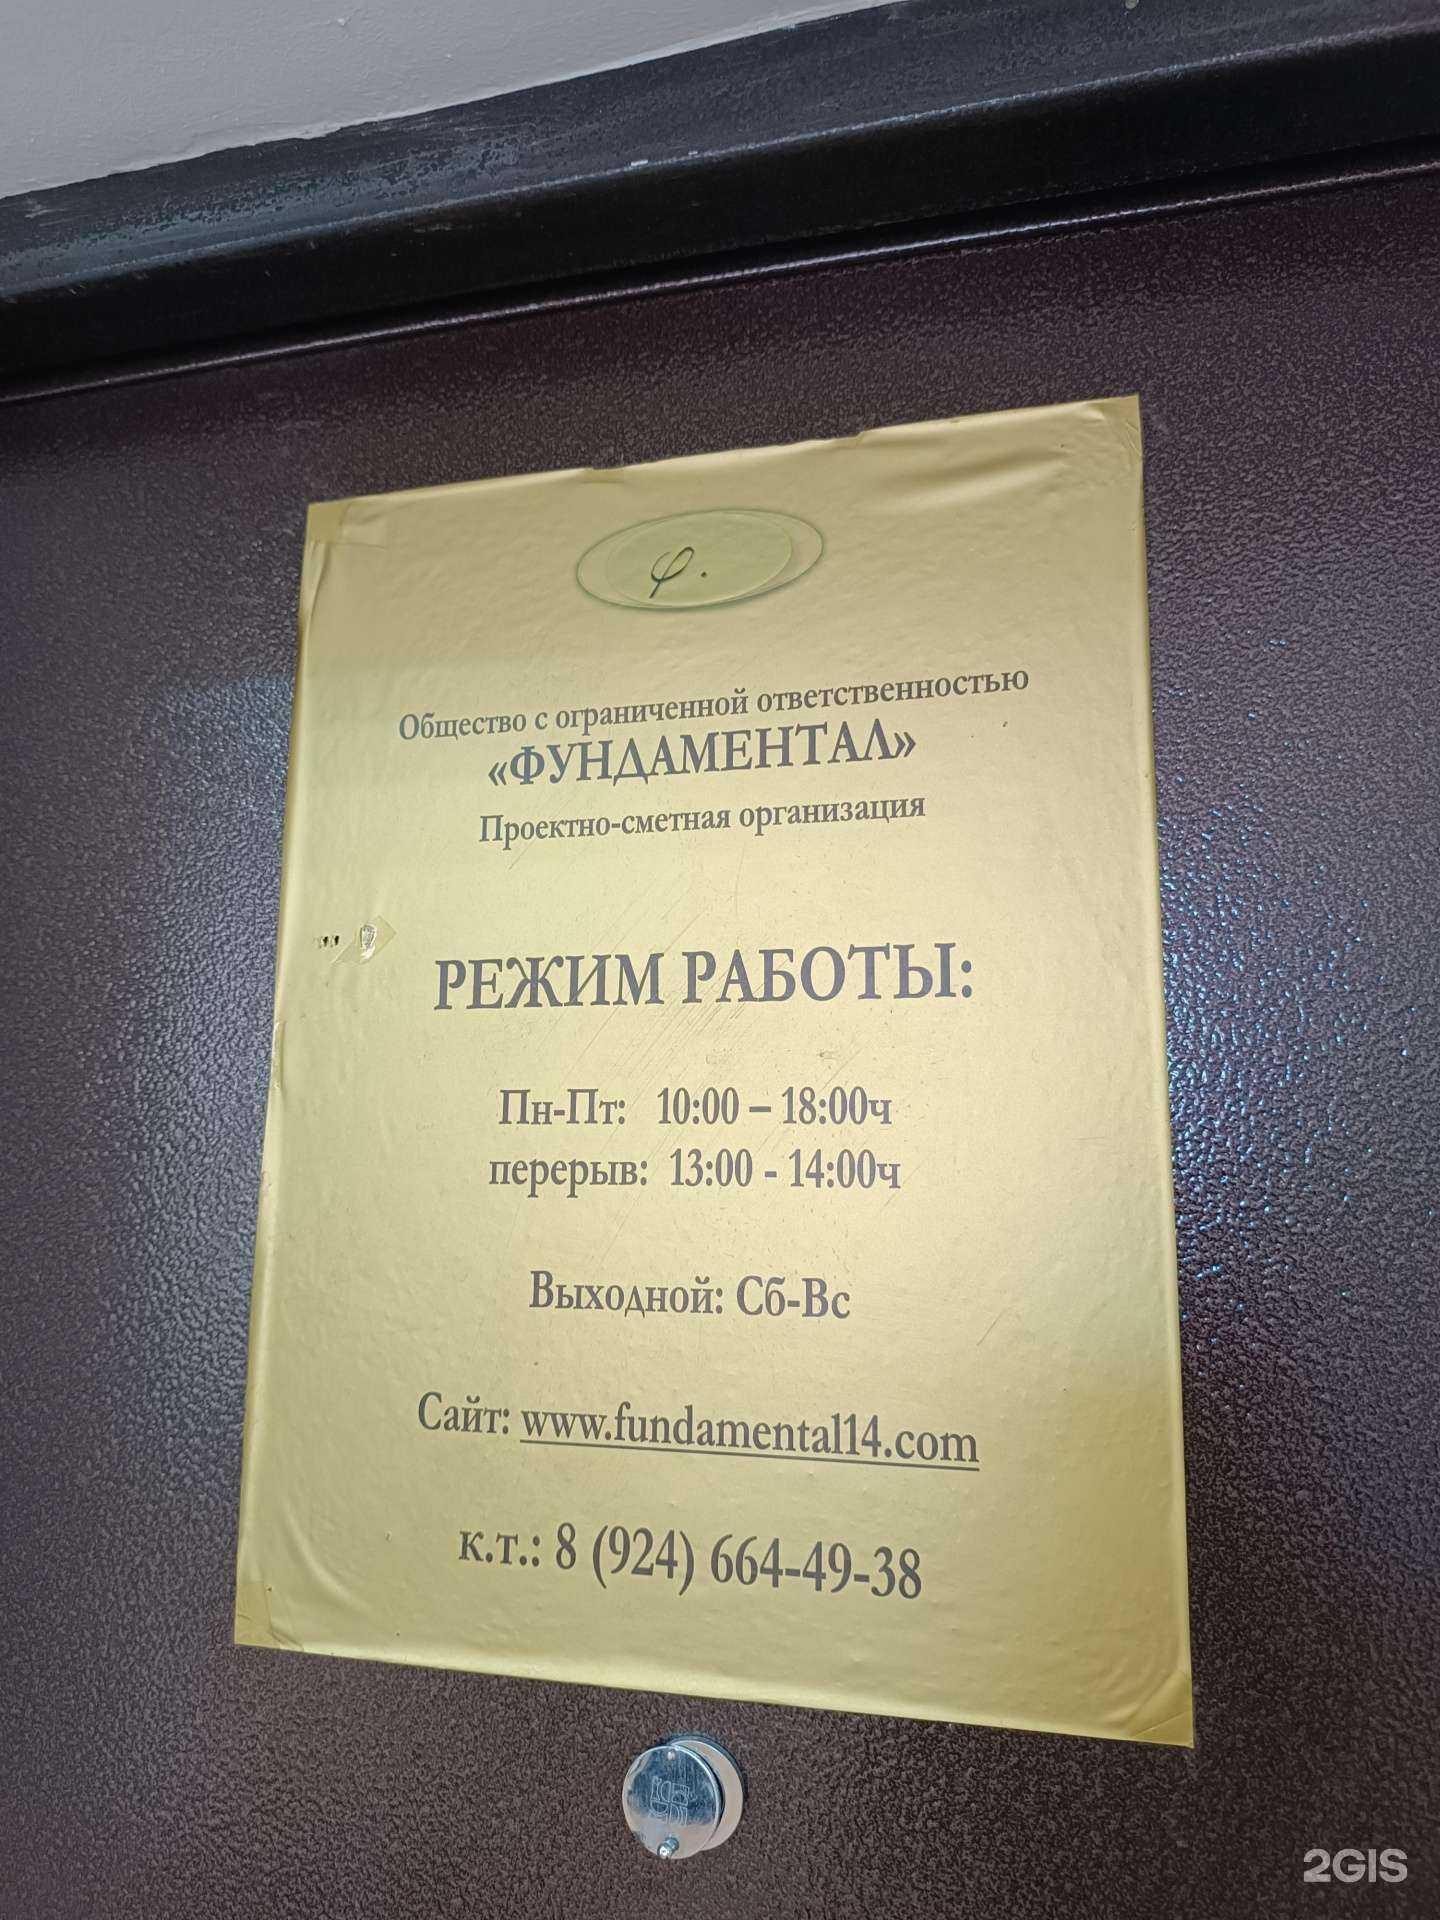 φ.
Общество с ограниченной ответственностью
«ФУНДАМЕНТАЛ»
Проектно-сметная организация
РЕЖИМ РАБОТЫ:
Пн-Пт: 10:00 – 18:00ч
перерыв: 13:00 - 14:00ч
Выходной: Сб-Вс
Сайт: www.fundamental14.com
к.т.: 8 (924) 664-49-38
2GIS